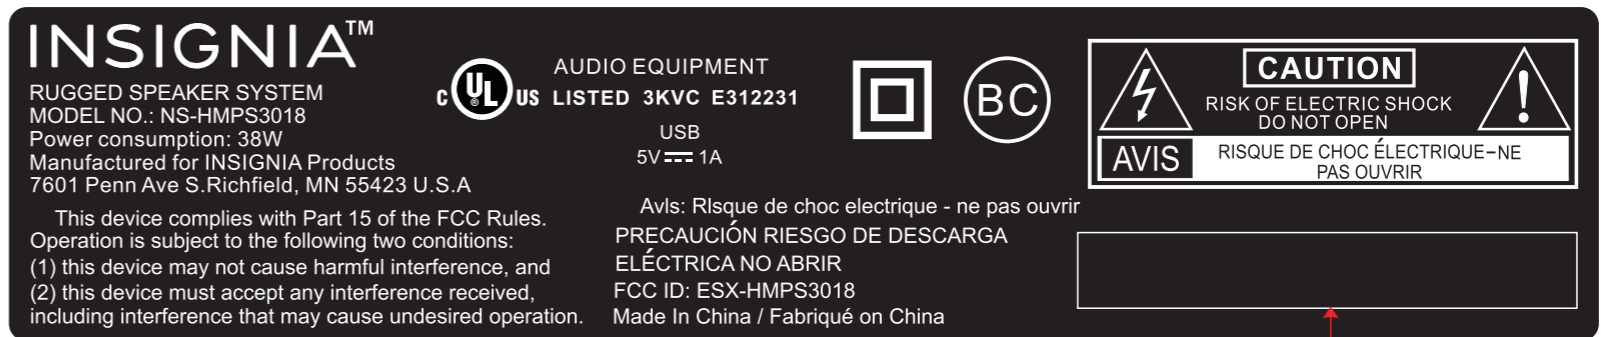 INSIGNIA™
RUGGED SPEAKER SYSTEM
MODEL NO.: NS-HMPS3018
Power consumption: 38W
Manufactured for INSIGNIA Products
7601 Penn Ave S.Richfield, MN 55423 U.S.A
This device complies with Part 15 of the FCC Rules.
Operation is subject to the following two conditions:
(1) this device may not cause harmful interference, and
(2) this device must accept any interference received,
including interference that may cause undesired operation.
AUDIO EQUIPMENT
C UL® US LISTED 3KVC E312231
USB
5V ⎓ 1A
BC
Avls: RIsque de choc electrique - ne pas ouvrir
PRECAUCIÓN RIESGO DE DESCARGA
ELÉCTRICA NO ABRIR
FCC ID: ESX-HMPS3018
Made In China / Fabriqué on China
CAUTION
RISK OF ELECTRIC SHOCK
DO NOT OPEN
AVIS
RISQUE DE CHOC ÉLECTRIQUE-NE
PAS OUVRIR